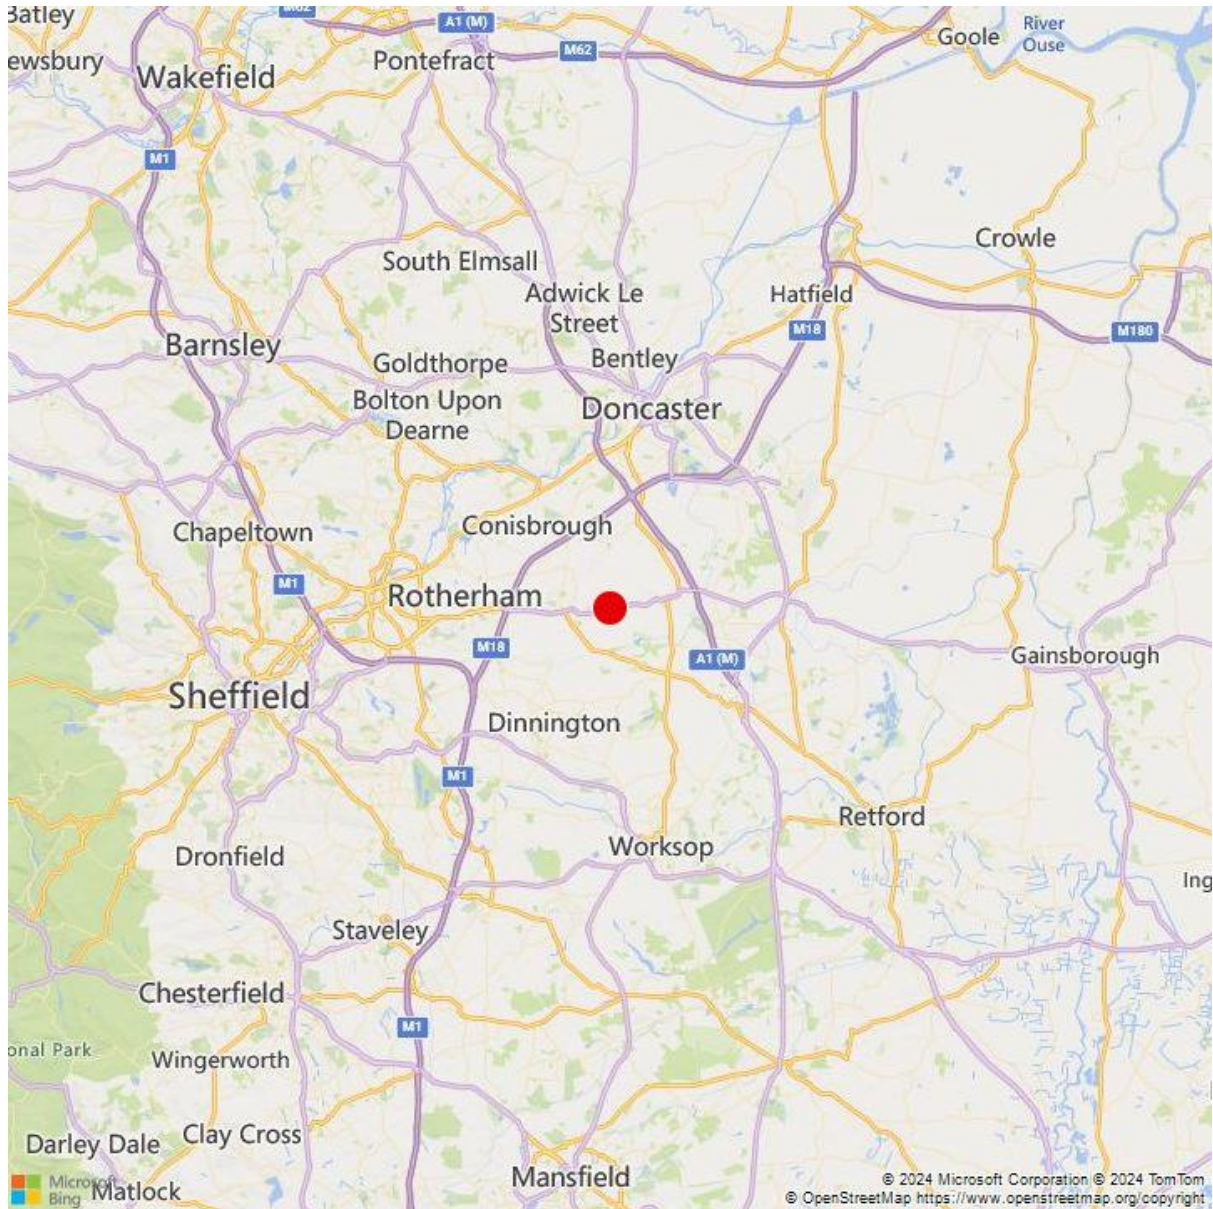 Batley
M62
A1 (M)
River
Ouse
Goole
ewsbury
Wakefield
Pontefract
M62
M1
Crowle
South Elmsall
Adwick Le
Street
Hatfield
M18
M180
Barnsley
Goldthorpe
Bentley
Bolton Upon
Dearne
Doncaster
Chapeltown
Conisbrough
M1
Rotherham
M18
A1 (M)
Gainsborough
Sheffield
Dinnington
M1
Retford
Dronfield
Worksop
Ing
Staveley
Chesterfield
M1
onal Park
Wingerworth
Darley Dale
Clay Cross
Mansfield
Microsoft
Bing
Matlock
© 2024 Microsoft Corporation © 2024 TomTom
© OpenStreetMap https://www.openstreetmap.org/copyright